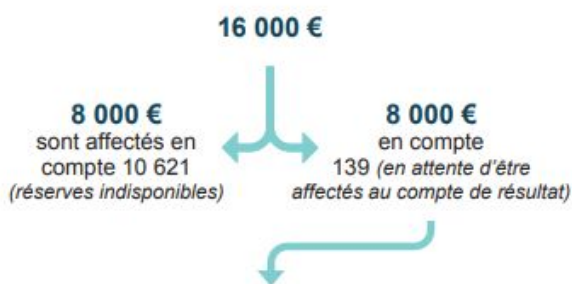 16 000 €
8 000 €
sont affectés en
compte 10 621
(réserves indisponibles)
8 000 €
en compte
139 (en attente d'être
affectés au compte de résultat)